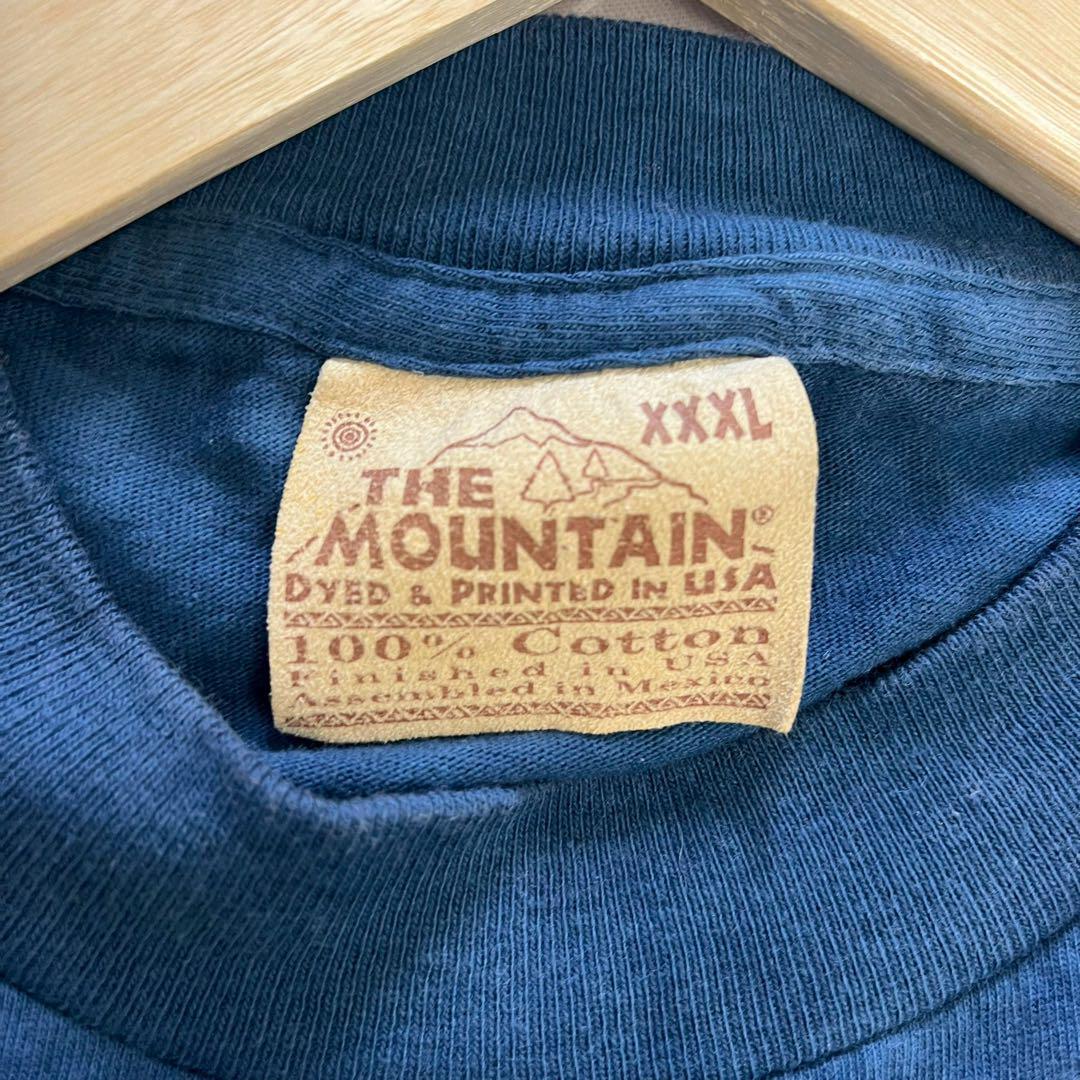 XXXL
THE
MOUNTAIN®
DYED & PRINTED IN USA
100% Cotton
Finished in USA
Assembled in Mexico